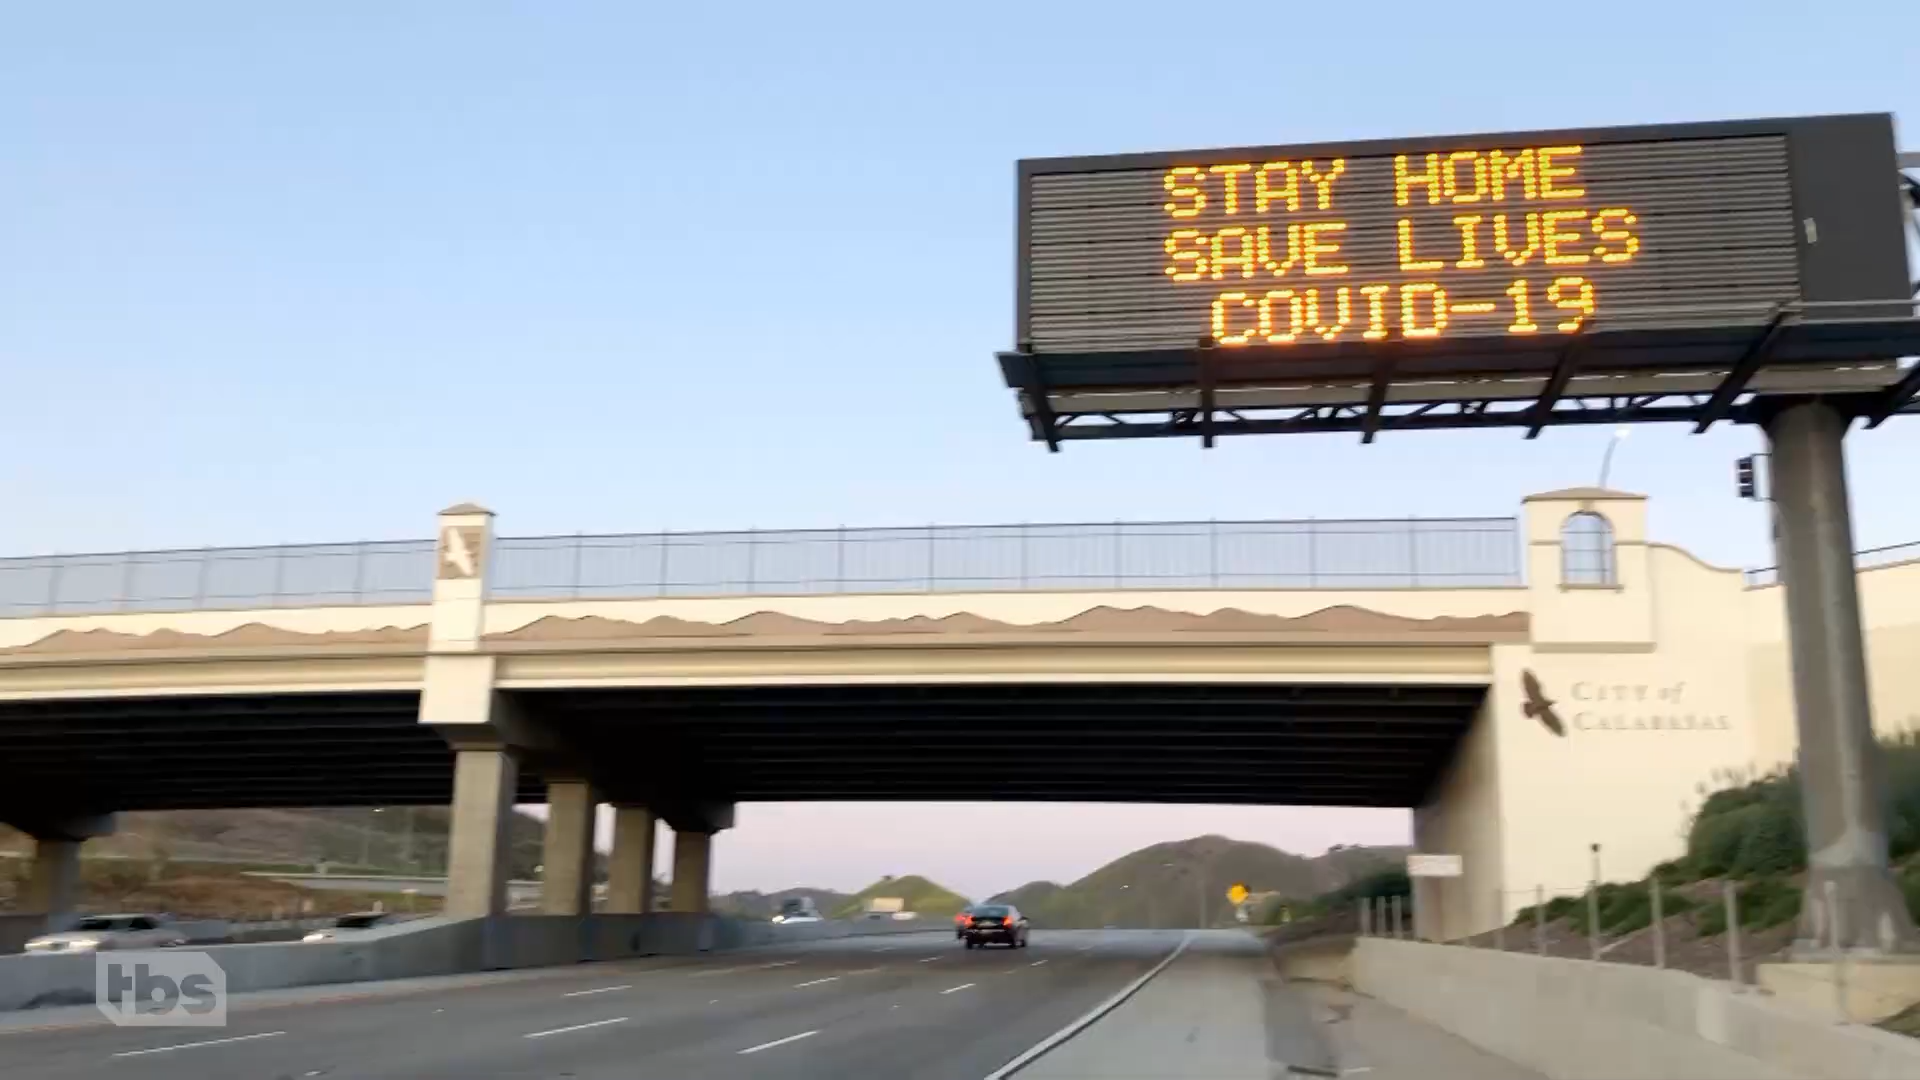 STAY HOME
SAVE LIVES
COVID-19
CITY of
CALABASAS
tbs